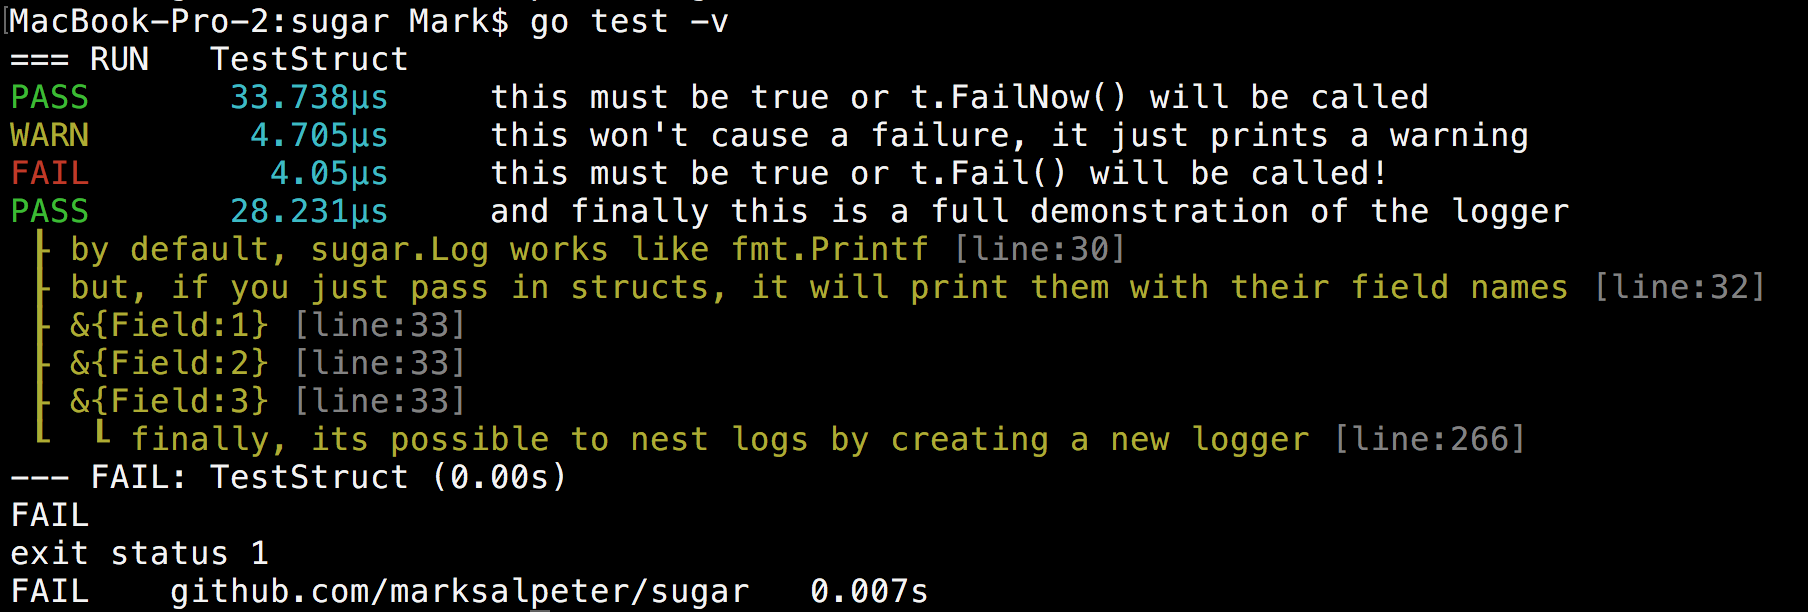 MacBook-Pro-2:sugar Mark$ go test -v
=== RUN   TestStruct
PASS       33.738µs     this must be true or t.FailNow() will be called
WARN        4.705µs     this won't cause a failure, it just prints a warning
FAIL         4.05µs     this must be true or t.Fail() will be called!
PASS       28.231µs     and finally this is a full demonstration of the logger
 ┝ by default, sugar.Log works like fmt.Printf [line:30]
 ┝ but, if you just pass in structs, it will print them with their field names [line:32]
 ┝ &{Field:1} [line:33]
 ┝ &{Field:2} [line:33]
 ┝ &{Field:3} [line:33]
 ┗  ┗ finally, its possible to nest logs by creating a new logger [line:266]
--- FAIL: TestStruct (0.00s)
FAIL
exit status 1
FAIL    github.com/marksalpeter/sugar   0.007s